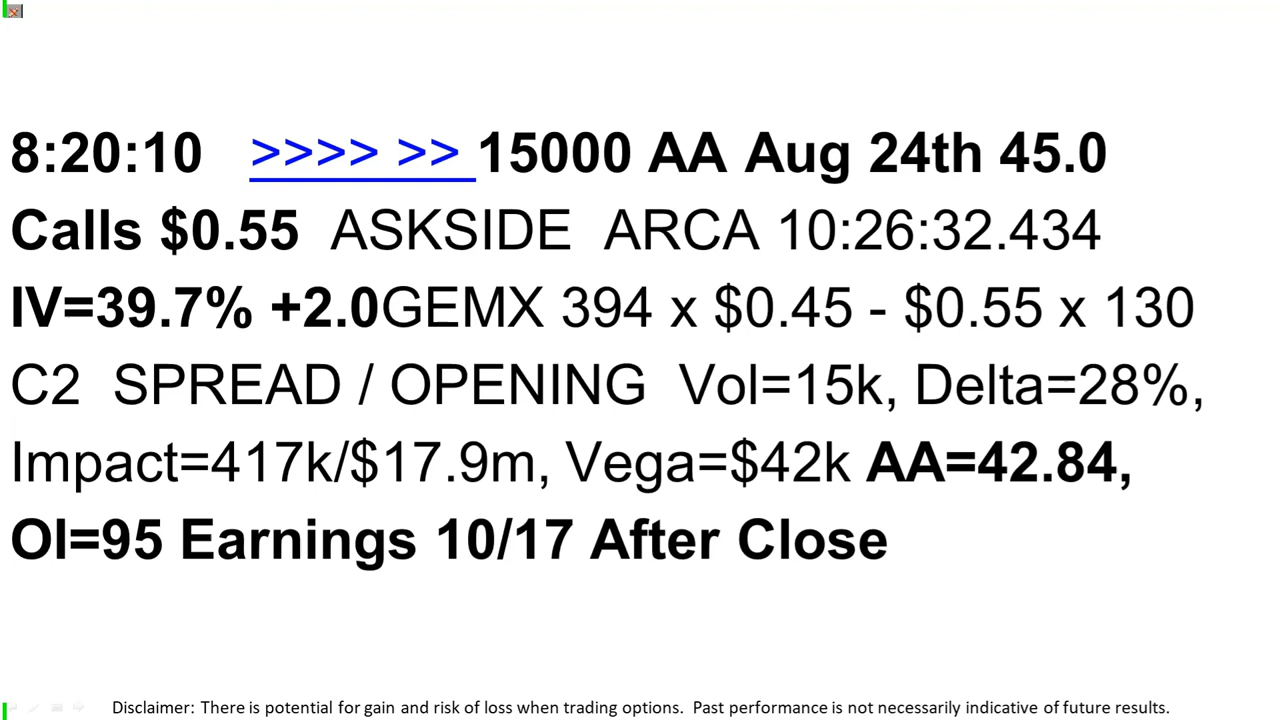 8:20:10 >>>> >> 15000 AA Aug 24th 45.0
Calls $0.55 ASKSIDE ARCA 10:26:32.434
IV=39.7% +2.0GEMX 394 x $0.45 - $0.55 x 130
C2 SPREAD / OPENING Vol=15k, Delta=28%,
Impact=417k/$17.9m, Vega=$42k AA=42.84,
OI=95 Earnings 10/17 After Close
Disclaimer: There is potential for gain and risk of loss when trading options. Past performance is not necessarily indicative of future results.